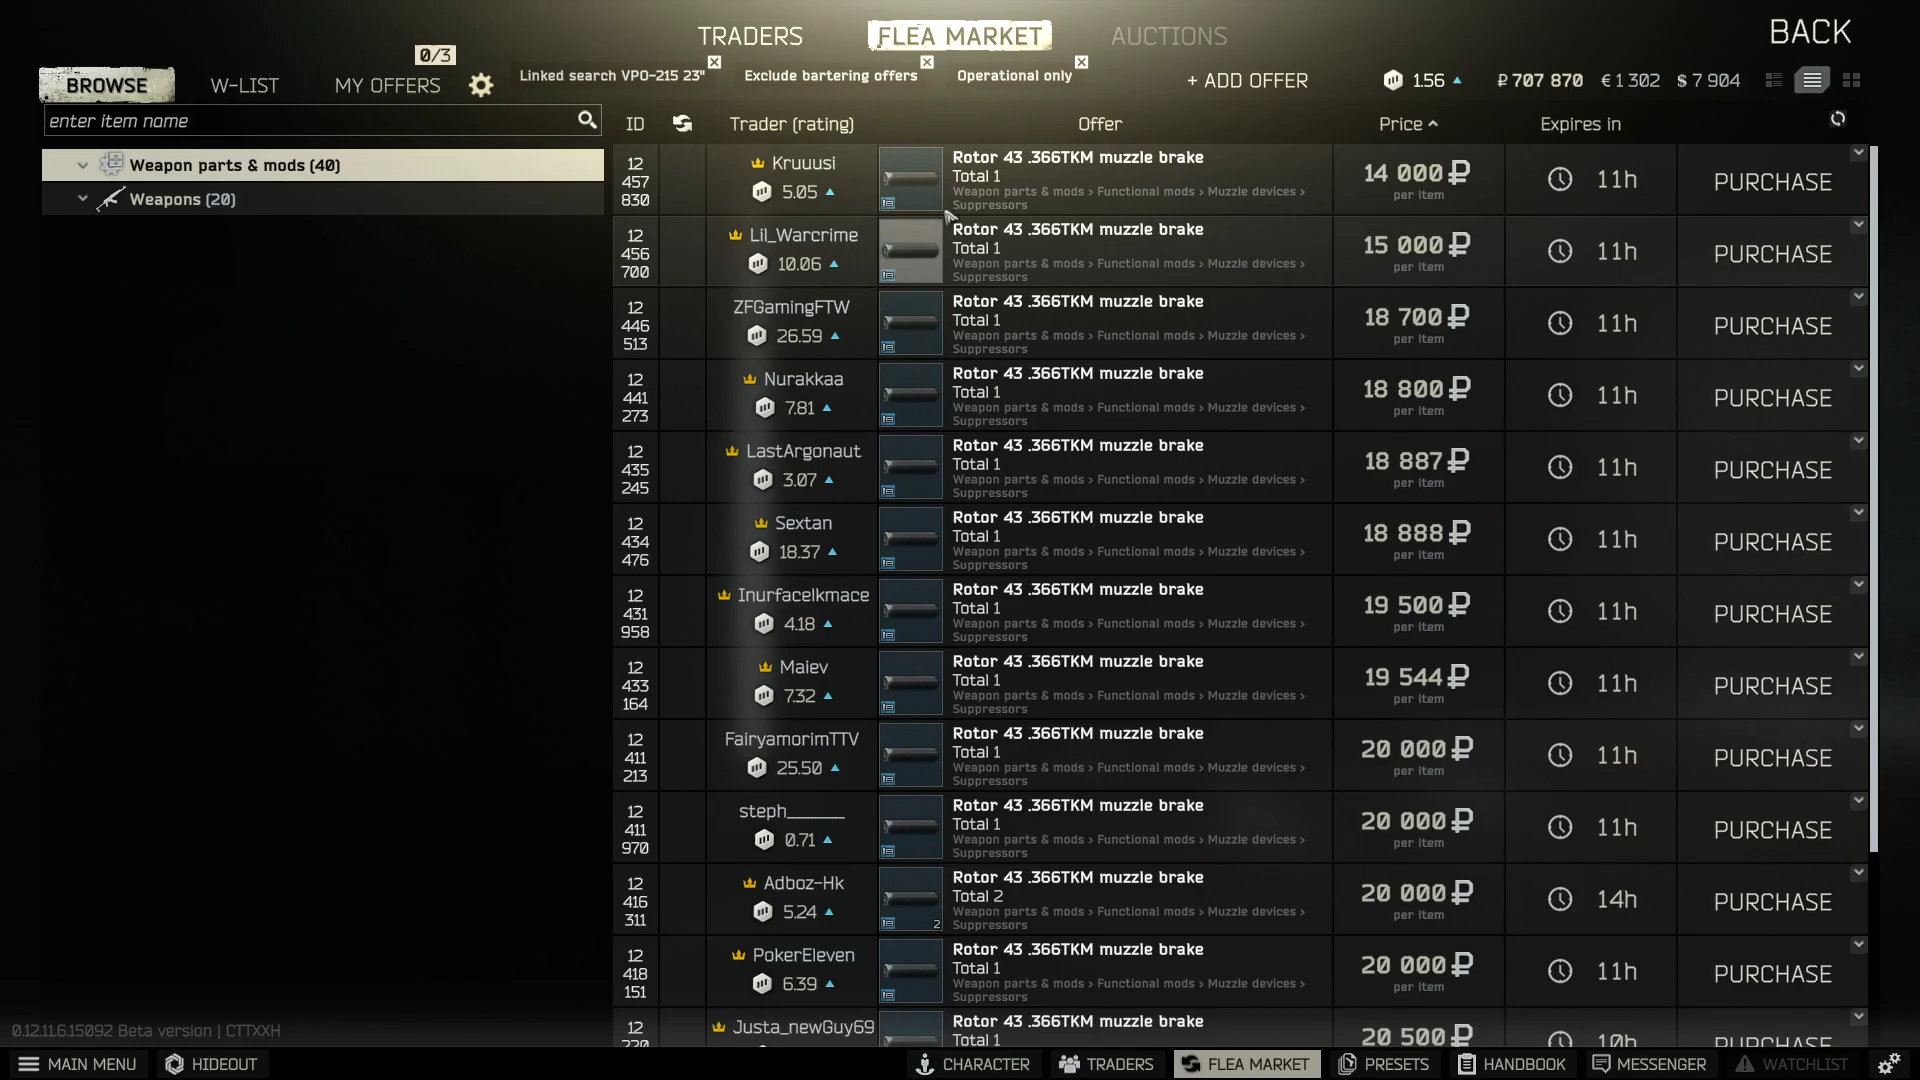 TRADERS
FLEA MARKET
AUCTIONS
BACK
BROWSE
W-LIST
0/3
MY OFFERS
Linked search VPO-215 23"
Exclude bartering offers
Operational only
+ ADD OFFER
1.56
₽ 707 870
€ 1 302
$ 7 904
enter item name
Weapon parts & mods (40)
Weapons (20)
ID
Trader (rating)
Offer
Price
Expires in
12 457 830
Kruuusi
5.05
Rotor 43 .366TKM muzzle brake
Total 1
Weapon parts & mods > Functional mods > Muzzle devices >
Suppressors
14 000 ₽
per item
11h
PURCHASE
12 456 700
Lil_Warcrime
10.06
Rotor 43 .366TKM muzzle brake
Total 1
Weapon parts & mods > Functional mods > Muzzle devices >
Suppressors
15 000 ₽
per item
11h
PURCHASE
12 446 513
ZFGamingFTW
26.59
Rotor 43 .366TKM muzzle brake
Total 1
Weapon parts & mods > Functional mods > Muzzle devices >
Suppressors
18 700 ₽
per item
11h
PURCHASE
12 441 273
Nurakkaa
7.81
Rotor 43 .366TKM muzzle brake
Total 1
Weapon parts & mods > Functional mods > Muzzle devices >
Suppressors
18 800 ₽
per item
11h
PURCHASE
12 435 245
LastArgonaut
3.07
Rotor 43 .366TKM muzzle brake
Total 1
Weapon parts & mods > Functional mods > Muzzle devices >
Suppressors
18 887 ₽
per item
11h
PURCHASE
12 434 476
Sextan
18.37
Rotor 43 .366TKM muzzle brake
Total 1
Weapon parts & mods > Functional mods > Muzzle devices >
Suppressors
18 888 ₽
per item
11h
PURCHASE
12 431 958
Inurfacelkmace
4.18
Rotor 43 .366TKM muzzle brake
Total 1
Weapon parts & mods > Functional mods > Muzzle devices >
Suppressors
19 500 ₽
per item
11h
PURCHASE
12 433 164
Maiev
7.32
Rotor 43 .366TKM muzzle brake
Total 1
Weapon parts & mods > Functional mods > Muzzle devices >
Suppressors
19 544 ₽
per item
11h
PURCHASE
12 411 213
FairyamorimTTV
25.50
Rotor 43 .366TKM muzzle brake
Total 1
Weapon parts & mods > Functional mods > Muzzle devices >
Suppressors
20 000 ₽
per item
11h
PURCHASE
12 411 970
steph______
0.71
Rotor 43 .366TKM muzzle brake
Total 1
Weapon parts & mods > Functional mods > Muzzle devices >
Suppressors
20 000 ₽
per item
11h
PURCHASE
12 416 311
Adboz-Hk
5.24
2
Rotor 43 .366TKM muzzle brake
Total 2
Weapon parts & mods > Functional mods > Muzzle devices >
Suppressors
20 000 ₽
per item
14h
PURCHASE
12 418 151
PokerEleven
6.39
Rotor 43 .366TKM muzzle brake
Total 1
Weapon parts & mods > Functional mods > Muzzle devices >
Suppressors
20 000 ₽
per item
11h
PURCHASE
12
Justa_newGuy69
Rotor 43 .366TKM muzzle brake
Total 1
20 500 ₽
0.12.11.6.15092 Beta version | CTTXXH
MAIN MENU
HIDEOUT
CHARACTER
TRADERS
FLEA MARKET
PRESETS
HANDBOOK
MESSENGER
WATCHLIST